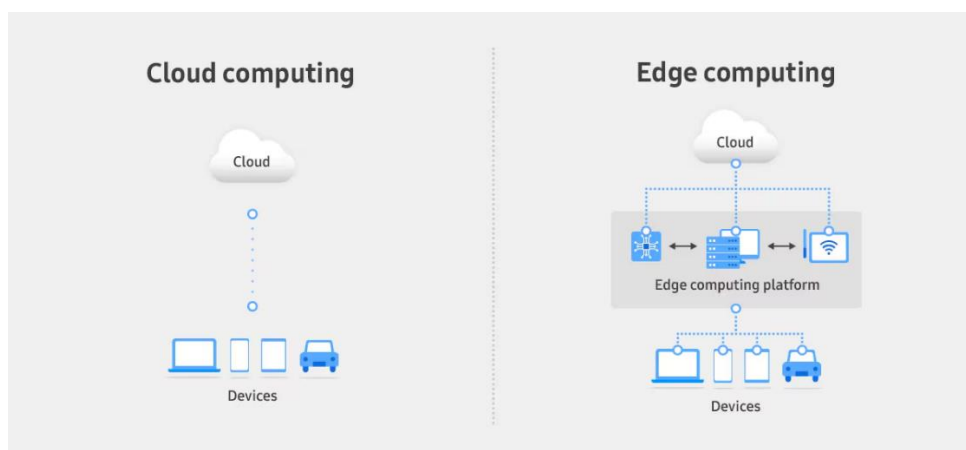 Cloud computing
Cloud
Devices
Edge computing
Cloud
Edge computing platform
Devices